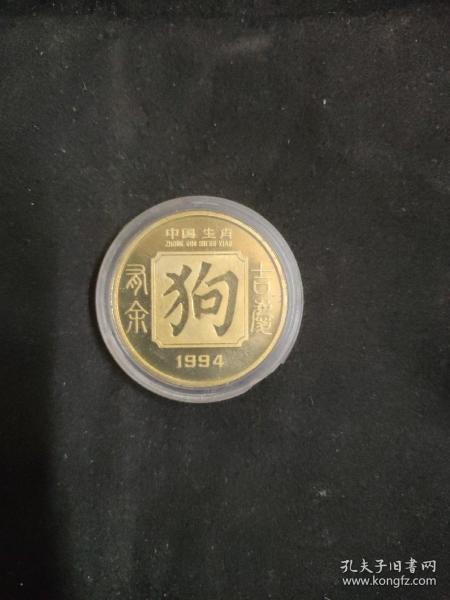 中国生肖
ZHONG GUO SHENG XIAO
吉庆
有余
狗
1994
孔夫子旧书网
www.kongfz.com